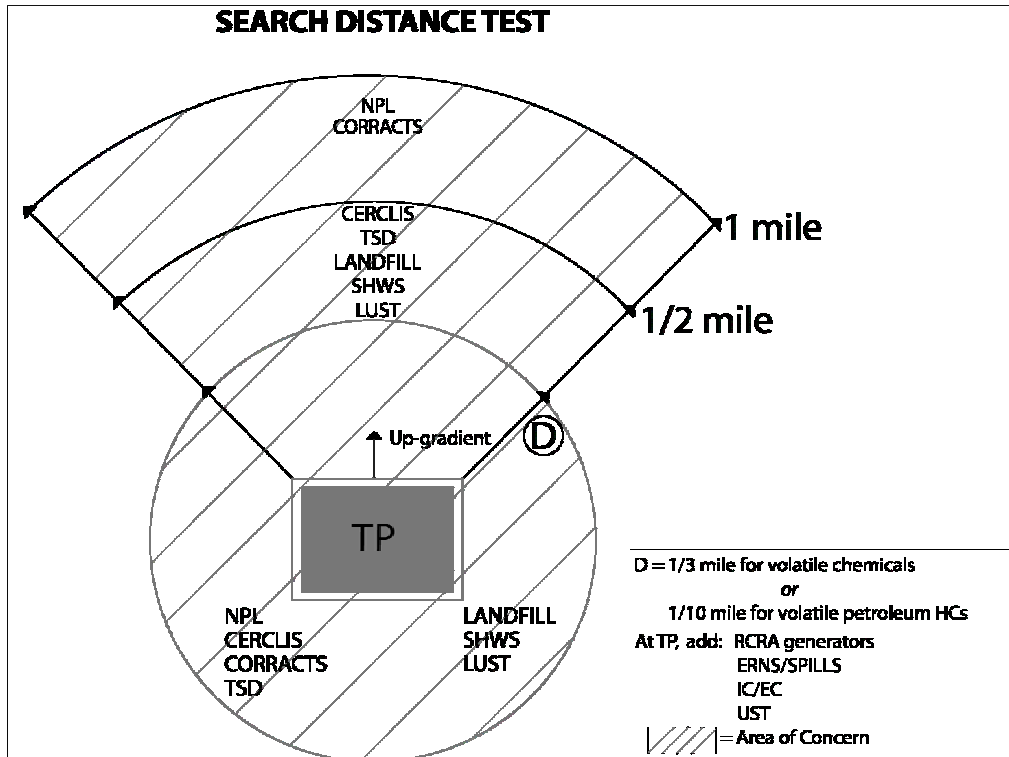 SEARCH DISTANCE TEST
NPL
CORRACTS
CERCLIS
TSD
LANDFILL
SHWS
LUST
1 mile
1/2 mile
Up-gradient
D
TP
NPL
CERCLIS
CORRACTS
TSD
LANDFILL
SHWS
LUST
D = 1/3 mile for volatile chemicals
or
1/10 mile for volatile petroleum HCs
At TP, add: RCRA generators
ERNS/SPILLS
IC/EC
UST
= Area of Concern